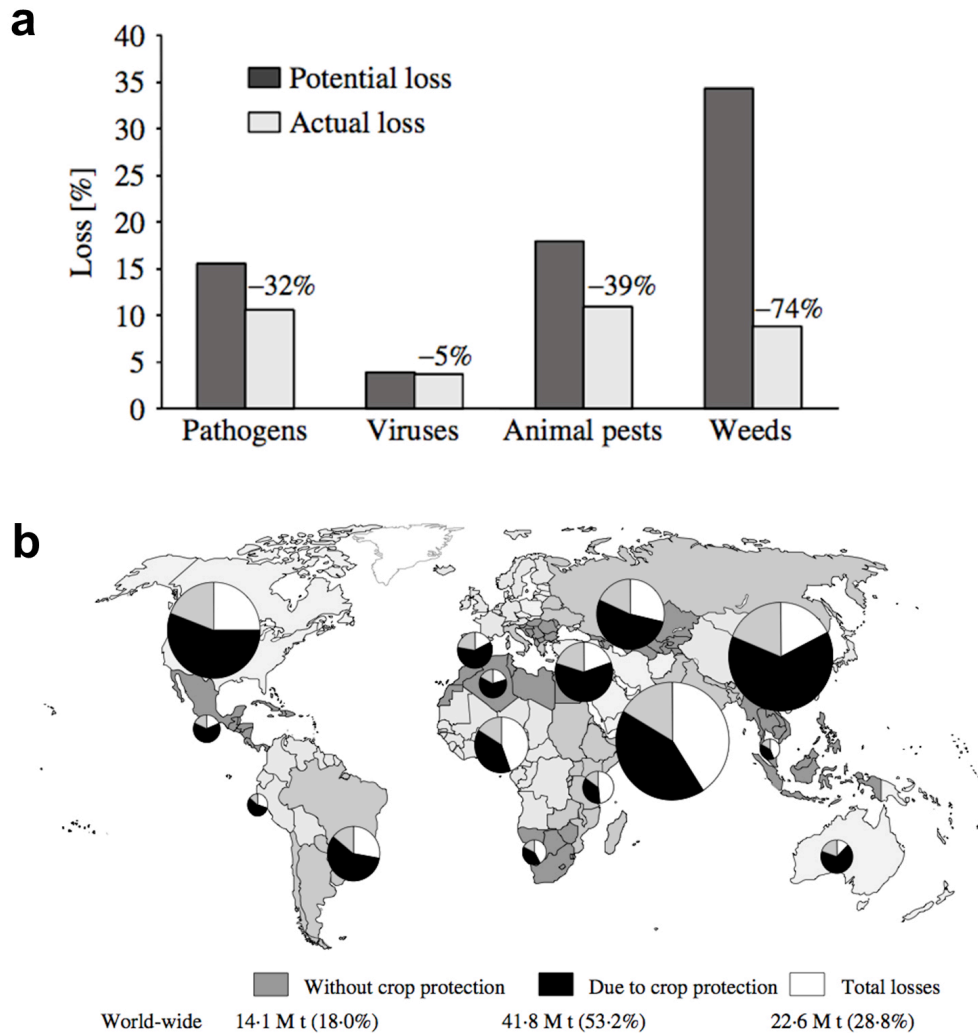 a
40
35
30
25
20
15
10
5
0
Loss [%]
Potential loss
Actual loss
–32%
–5%
–39%
–74%
Pathogens Viruses Animal pests Weeds
b
Without crop protection Due to crop protection Total losses
World-wide 14·1 M t (18·0%) 41·8 M t (53·2%) 22·6 M t (28·8%)